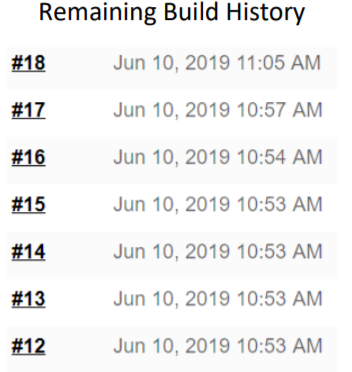 Remaining Build History
#18 Jun 10, 2019 11:05 AM
#17 Jun 10, 2019 10:57 AM
#16 Jun 10, 2019 10:54 AM
#15 Jun 10, 2019 10:53 AM
#14 Jun 10, 2019 10:53 AM
#13 Jun 10, 2019 10:53 AM
#12 Jun 10, 2019 10:53 AM